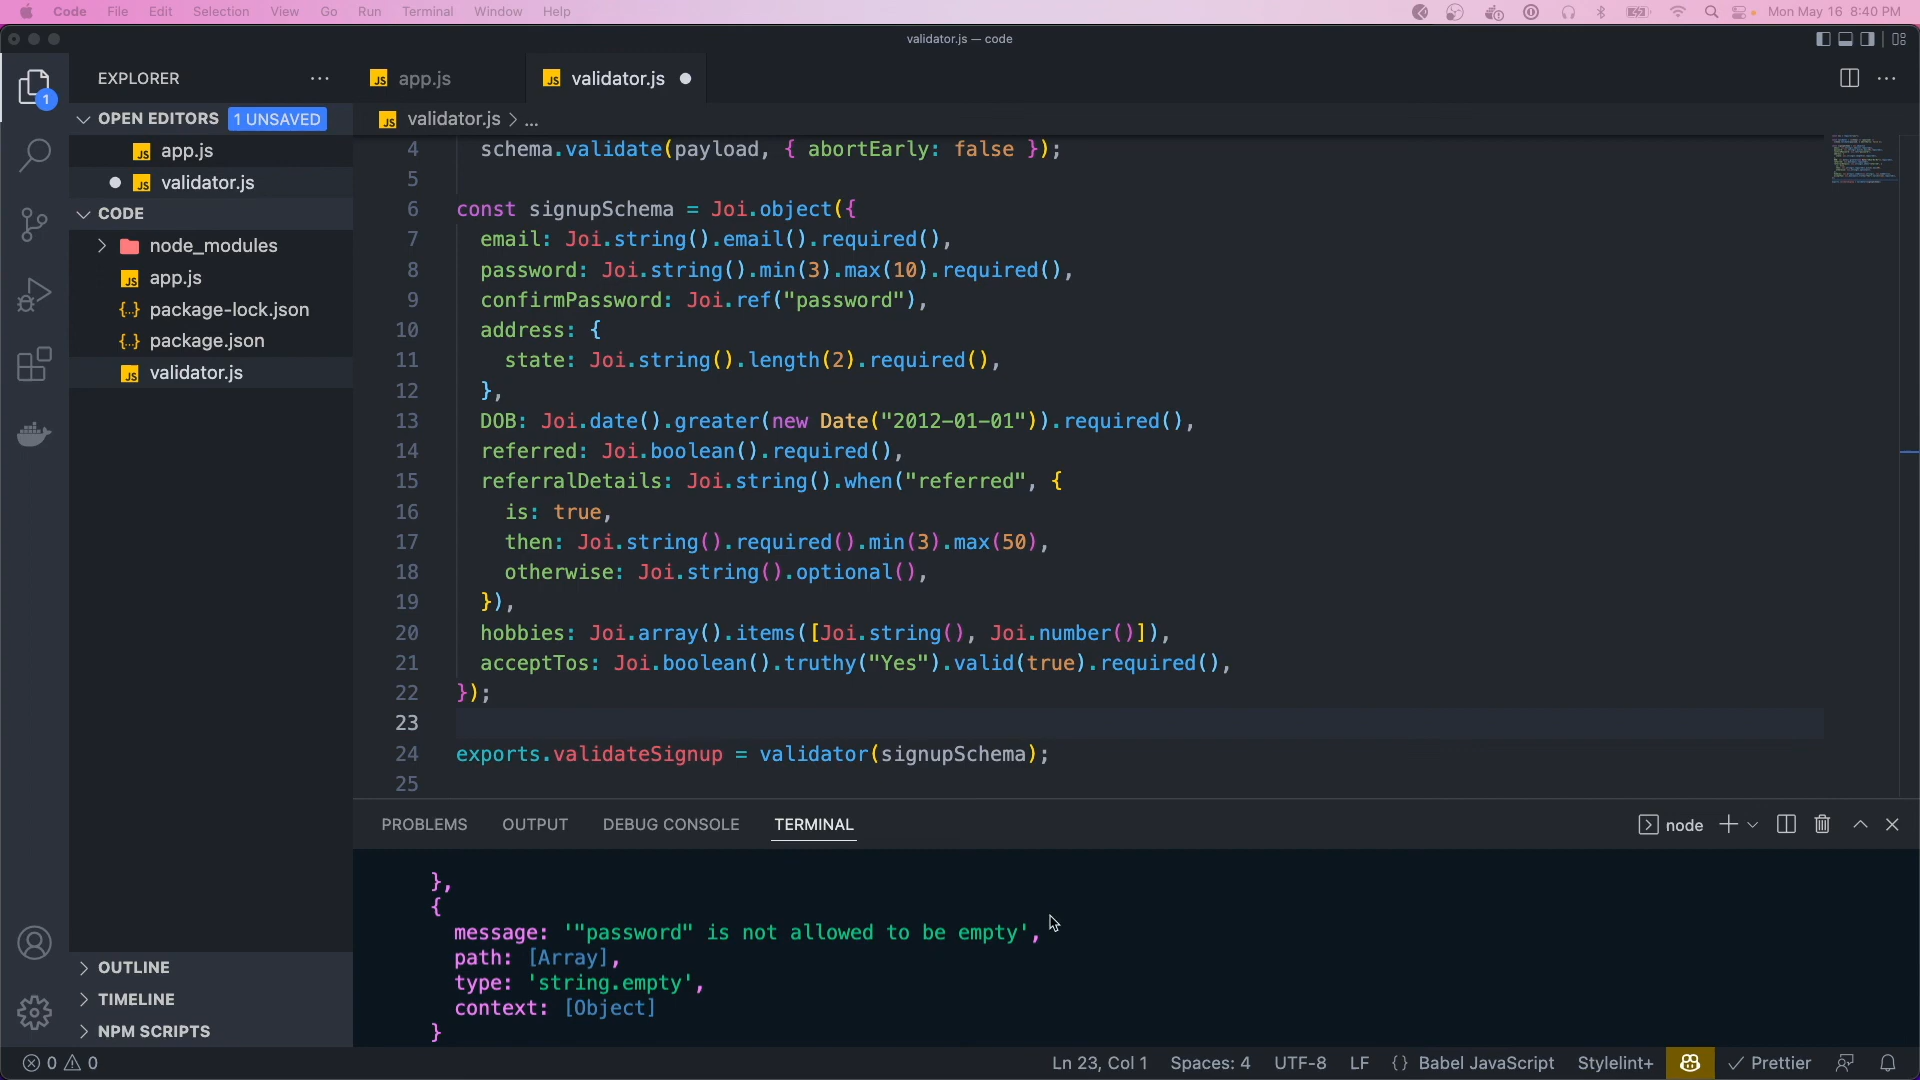 Code File Edit Selection View Go Run Terminal Window Help Mon May 16 8:40 PM
validator.js — code
EXPLORER
OPEN EDITORS 1 UNSAVED
JS app.js
JS validator.js
CODE
node_modules
JS app.js
{..} package-lock.json
{..} package.json
JS validator.js
OUTLINE
TIMELINE
NPM SCRIPTS
1
JS app.js JS validator.js
JS validator.js > ...
4 schema.validate(payload, { abortEarly: false });
5
6 const signupSchema = Joi.object({
7 email: Joi.string().email().required(),
8 password: Joi.string().min(3).max(10).required(),
9 confirmPassword: Joi.ref("password"),
10 address: {
11 state: Joi.string().length(2).required(),
12 },
13 DOB: Joi.date().greater(new Date("2012-01-01")).required(),
14 referred: Joi.boolean().required(),
15 referralDetails: Joi.string().when("referred", {
16 is: true,
17 then: Joi.string().required().min(3).max(50),
18 otherwise: Joi.string().optional(),
19 }),
20 hobbies: Joi.array().items([Joi.string(), Joi.number()]),
21 acceptTos: Joi.boolean().truthy("Yes").valid(true).required(),
22 });
23
24 exports.validateSignup = validator(signupSchema);
25
PROBLEMS OUTPUT DEBUG CONSOLE TERMINAL node
},
{
message: '"password" is not allowed to be empty',
path: [Array],
type: 'string.empty',
context: [Object]
}
0 0 Ln 23, Col 1 Spaces: 4 UTF-8 LF {} Babel JavaScript Stylelint+ Prettier